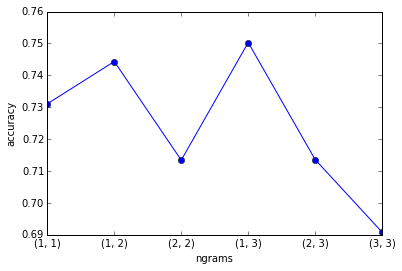 0.76
0.75
0.74
0.73
0.72
0.71
0.70
0.69
accuracy
(1, 1) (1, 2) (2, 2) (1, 3) (2, 3) (3, 3)
ngrams